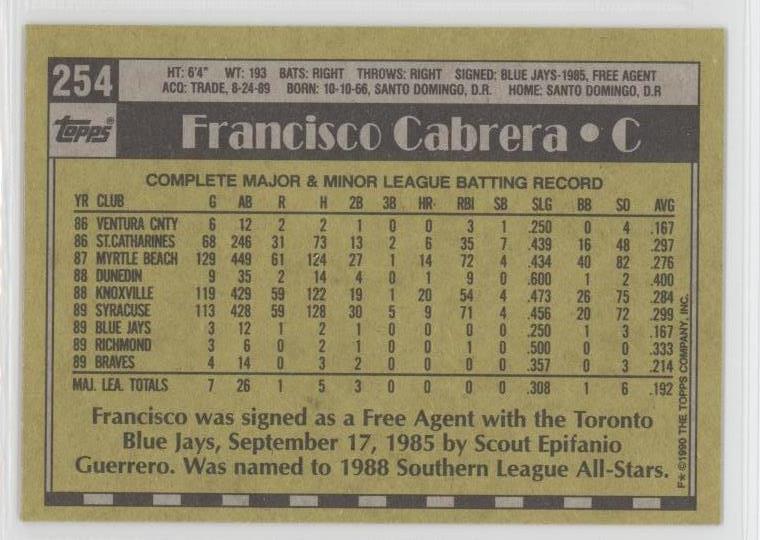 254
HT: 6'4" WT: 193 BATS: RIGHT THROWS: RIGHT SIGNED: BLUE JAYS-1985, FREE AGENT
ACQ: TRADE, 8-24-89 BORN: 10-10-66, SANTO DOMINGO, D.R. HOME: SANTO DOMINGO, D.R
Topps®
Francisco Cabrera • C
COMPLETE MAJOR & MINOR LEAGUE BATTING RECORD
YR CLUB G AB R H 2B 3B HR RBI SB SLG BB SO AVG
86 VENTURA CNTY 6 12 2 2 1 0 0 3 1 .250 0 4 .167
86 ST.CATHARINES 68 246 31 73 13 2 6 35 7 .439 16 48 .297
87 MYRTLE BEACH 129 449 61 124 27 1 14 72 4 .434 40 82 .276
88 DUNEDIN 9 35 2 14 4 0 1 9 0 .600 1 2 .400
88 KNOXVILLE 119 429 59 122 19 1 20 54 4 .473 26 75 .284
89 SYRACUSE 113 428 59 128 30 5 9 71 4 .456 20 72 .299
89 BLUE JAYS 3 12 1 2 1 0 0 0 0 .250 1 3 .167
89 RICHMOND 3 6 0 2 1 0 0 1 0 .500 0 0 .333
89 BRAVES 4 14 0 3 2 0 0 0 0 .357 0 3 .214
MAJ. LEA. TOTALS 7 26 1 5 3 0 0 0 0 .308 1 6 .192
Francisco was signed as a Free Agent with the Toronto
Blue Jays, September 17, 1985 by Scout Epifanio
Guerrero. Was named to 1988 Southern League All-Stars.
F★ ©1990 THE TOPPS COMPANY, INC.